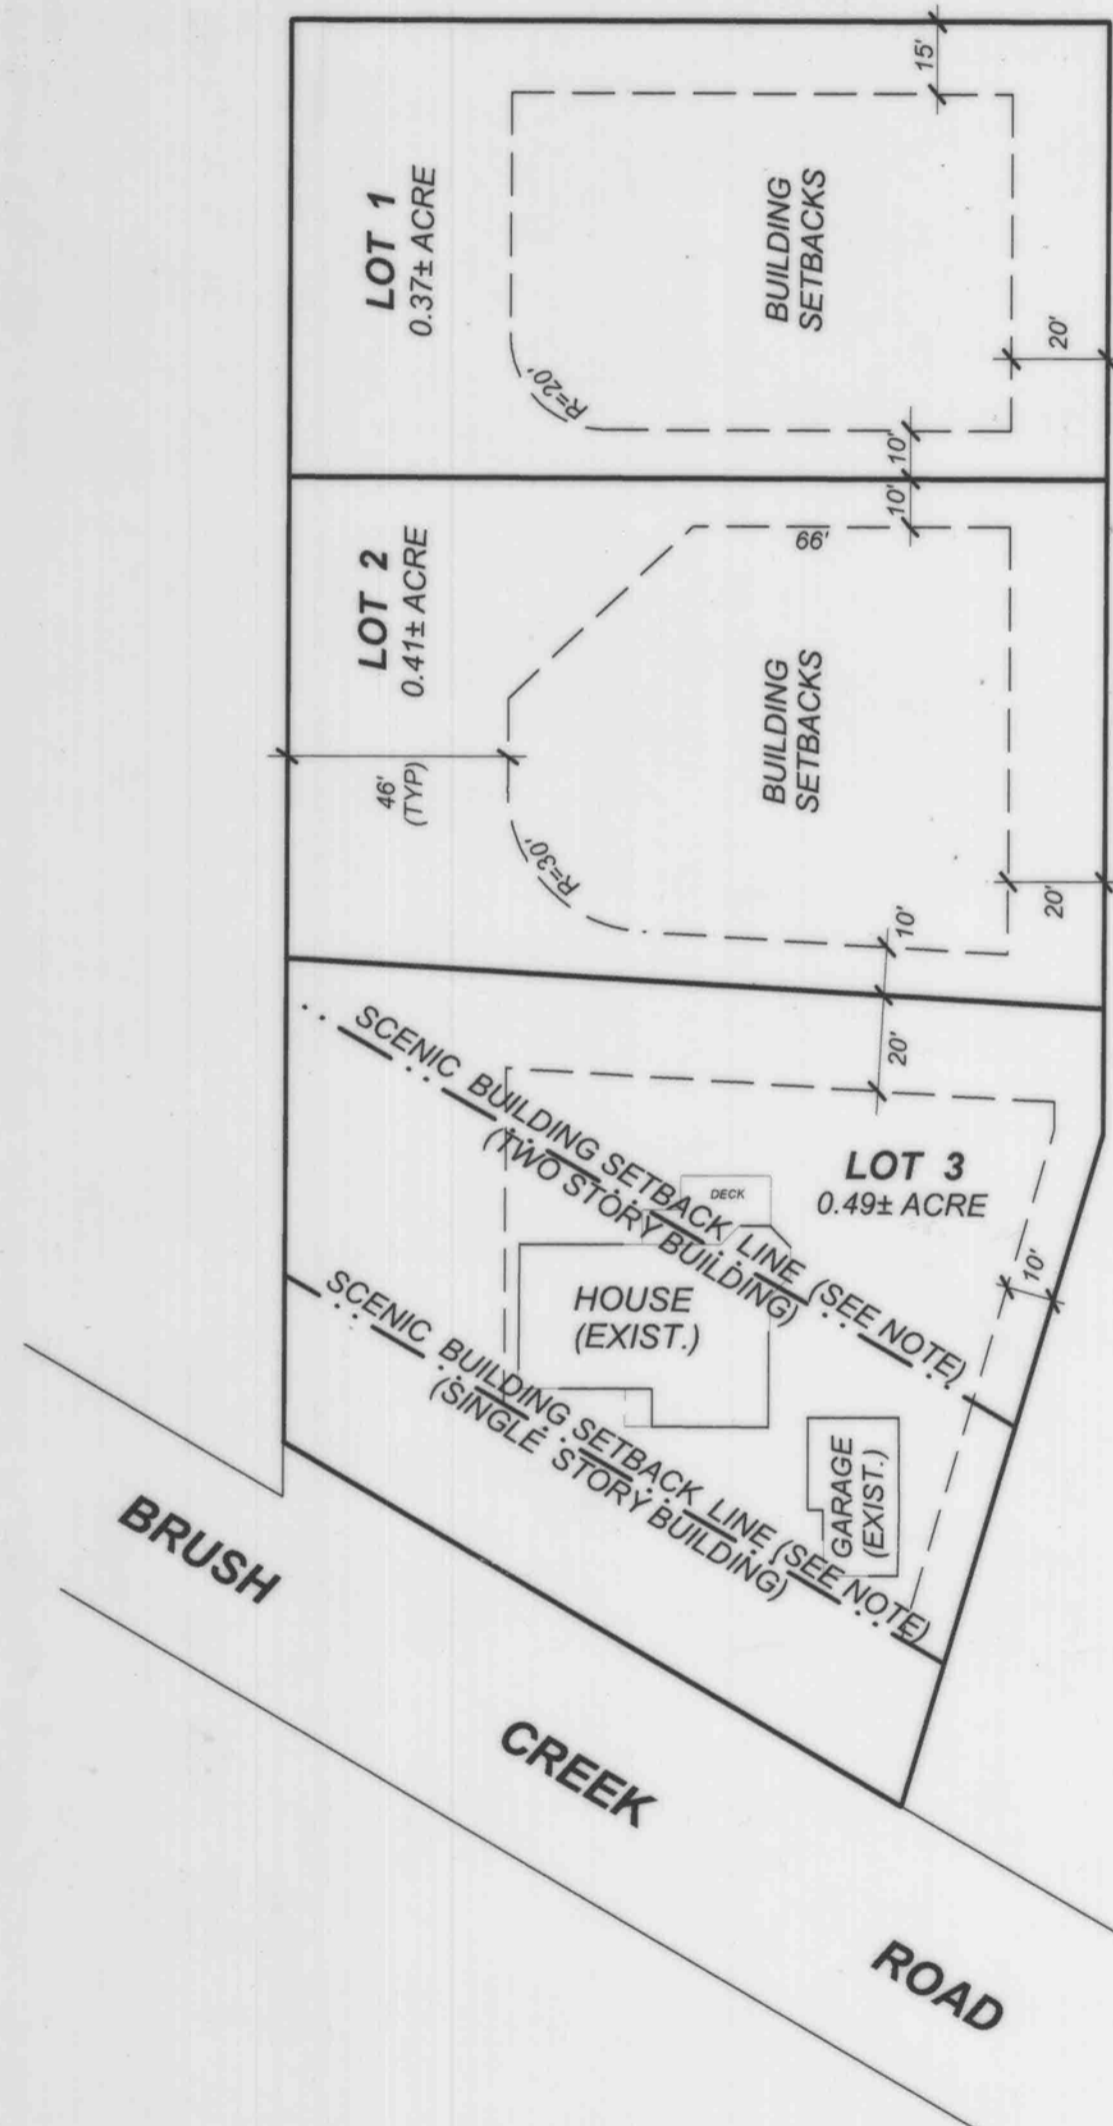 15'
LOT 1
0.37± ACRE
BUILDING
SETBACKS
R=20'
20'
10'
10'
66'
LOT 2
0.41± ACRE
BUILDING
SETBACKS
46'
(TYP)
R=30'
20'
10'
20'
SCENIC BUILDING SETBACK LINE (SEE NOTE)
(TWO STORY BUILDING)
LOT 3
0.49± ACRE
DECK
10'
HOUSE
(EXIST.)
SCENIC BUILDING SETBACK LINE (SEE NOTE)
(SINGLE STORY BUILDING)
GARAGE
(EXIST.)
BRUSH CREEK ROAD